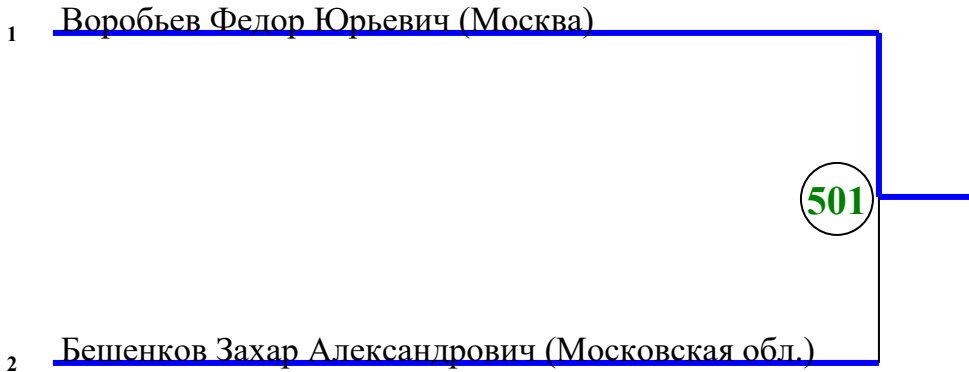 1 Воробьев Федор Юрьевич (Москва)
501
2 Бешенков Захар Александрович (Московская обл.)